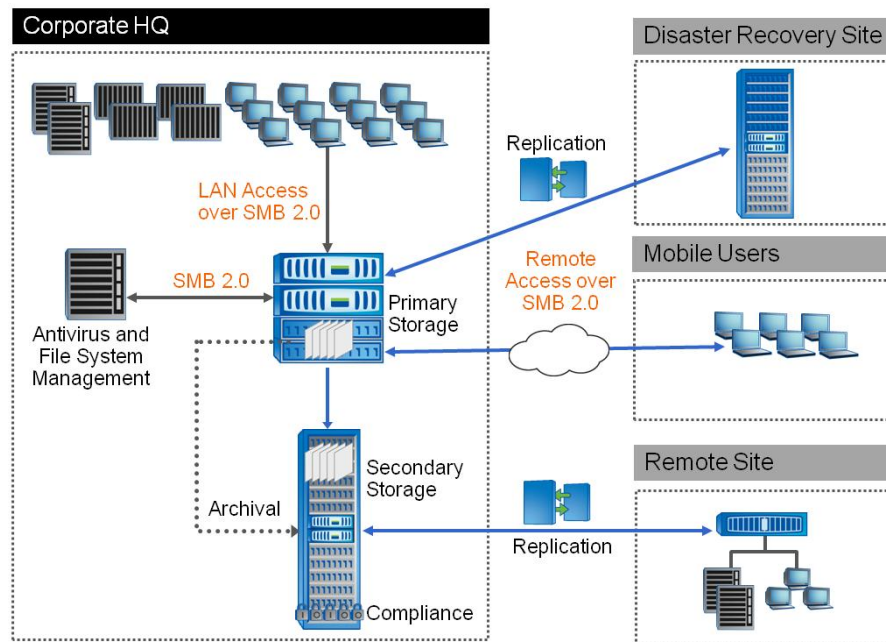 Corporate HQ
Disaster Recovery Site
Replication
LAN Access
over SMB 2.0
Mobile Users
Remote
Access over
SMB 2.0
SMB 2.0
Primary
Storage
Antivirus and
File System
Management
Remote Site
Secondary
Storage
Archival
Replication
Compliance